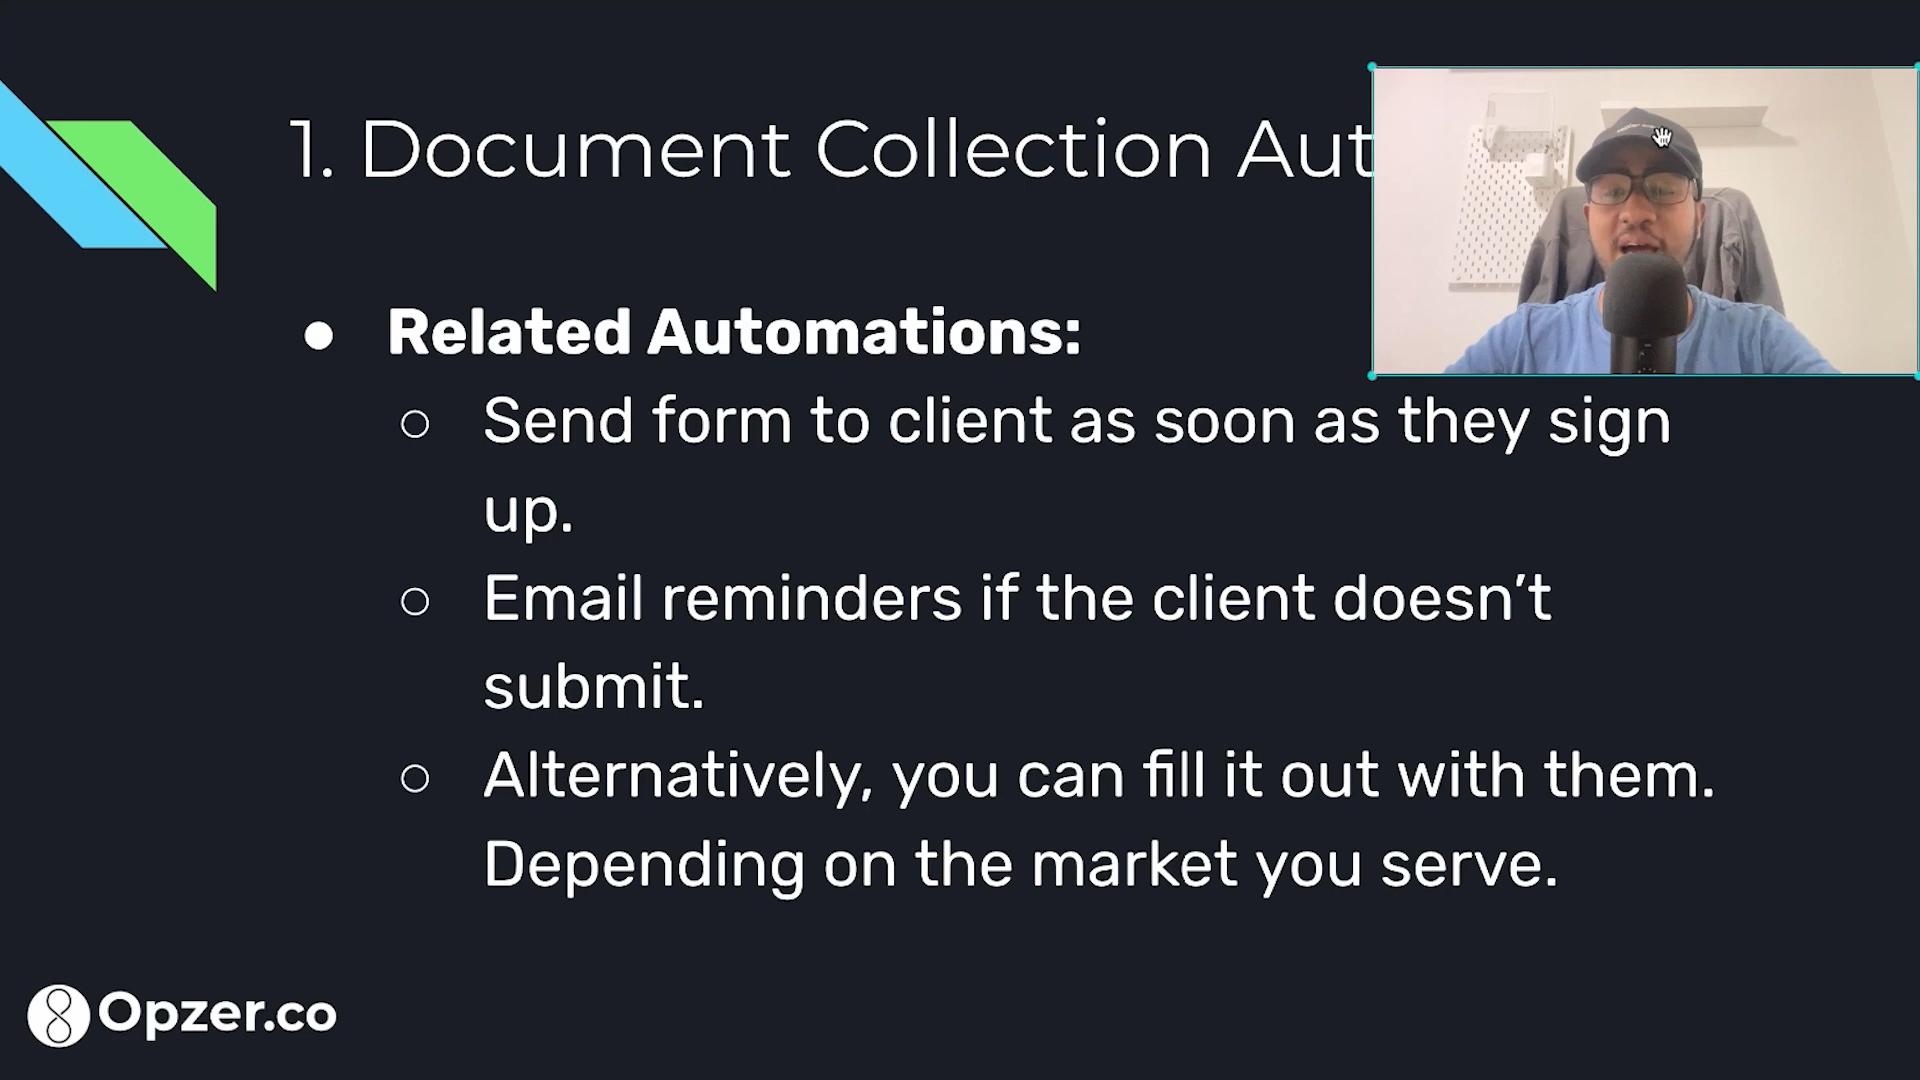 1. Document Collection Aut
● Related Automations:
○ Send form to client as soon as they sign
up.
○ Email reminders if the client doesn’t
submit.
○ Alternatively, you can fill it out with them.
Depending on the market you serve.
Opzer.co